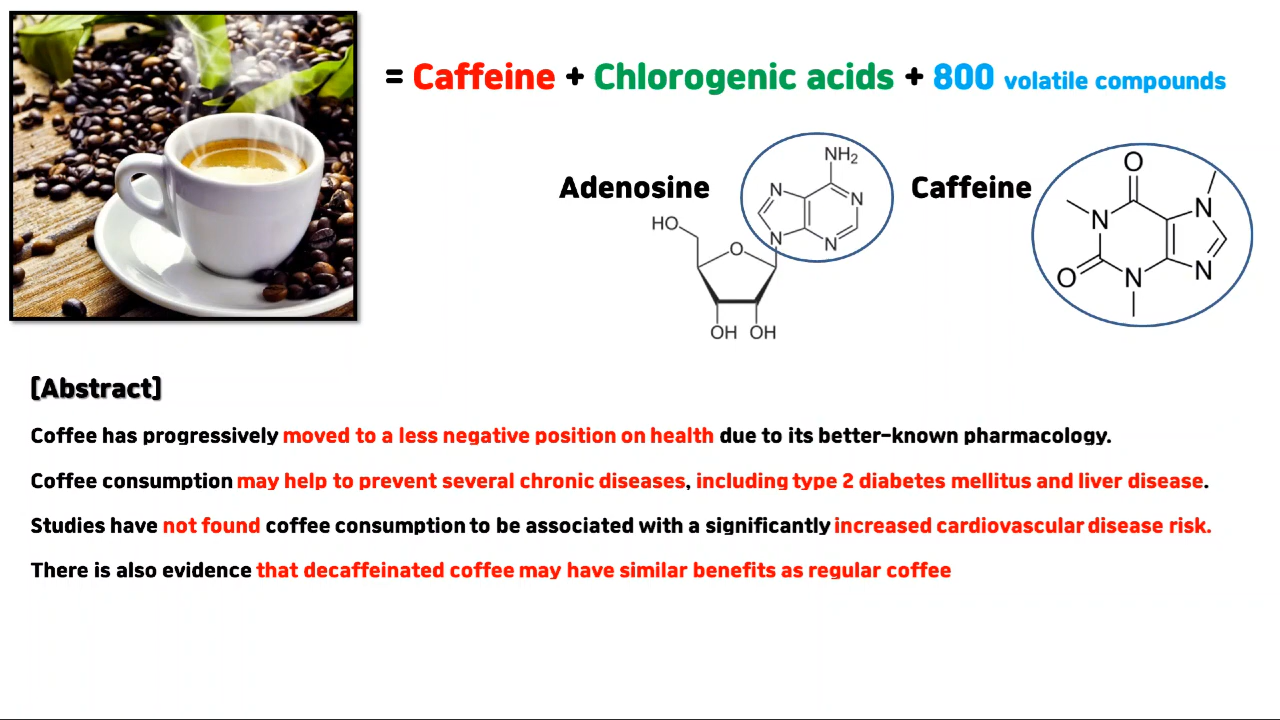 = Caffeine + Chlorogenic acids + 800 volatile compounds
Adenosine
NH₂
N
N
N
N
HO
O
OH OH
Caffeine
O
N
N
O
N
N
[Abstract]
Coffee has progressively moved to a less negative position on health due to its better-known pharmacology.
Coffee consumption may help to prevent several chronic diseases, including type 2 diabetes mellitus and liver disease.
Studies have not found coffee consumption to be associated with a significantly increased cardiovascular disease risk.
There is also evidence that decaffeinated coffee may have similar benefits as regular coffee